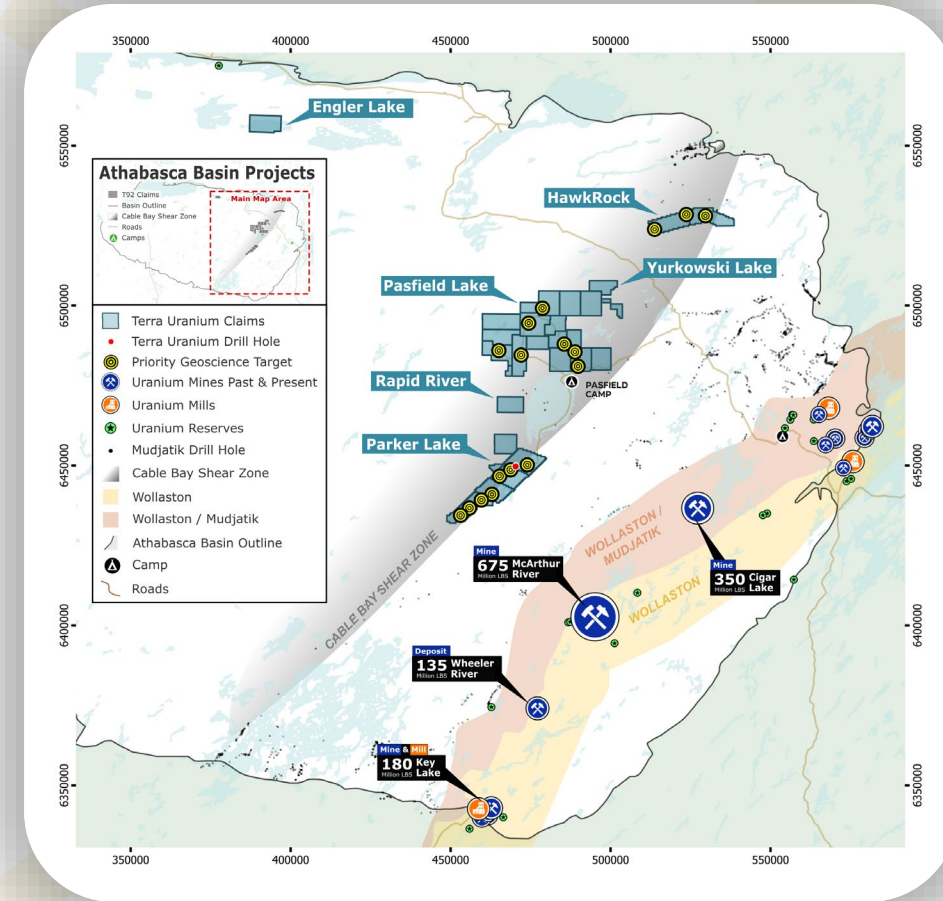 350000 400000 450000 500000 550000
6550000
6500000
6450000
6400000
6350000
Engler Lake
HawkRock
Yurkowski Lake
Pasfield Lake
Rapid River
Parker Lake
PASFIELD
CAMP
CABLE BAY SHEAR ZONE
WOLLASTON /
MUDJATIK
WOLLASTON
Athabasca Basin Projects
Main Map Area
T92 Claims
Basin Outline
Cable Bay Shear Zone
Roads
Camps
Terra Uranium Claims
Terra Uranium Drill Hole
Priority Geoscience Target
Uranium Mines Past & Present
Uranium Mills
Uranium Reserves
Mudjatik Drill Hole
Cable Bay Shear Zone
Wollaston
Wollaston / Mudjatik
Athabasca Basin Outline
Camp
Roads
Mine
675 McArthur
Million LBS River
Mine
350 Cigar
Million LBS Lake
Deposit
135 Wheeler
Million LBS River
Mine & Mill
180 Key
Million LBS Lake
6550000
6500000
6450000
6400000
6350000
350000 400000 450000 500000 550000